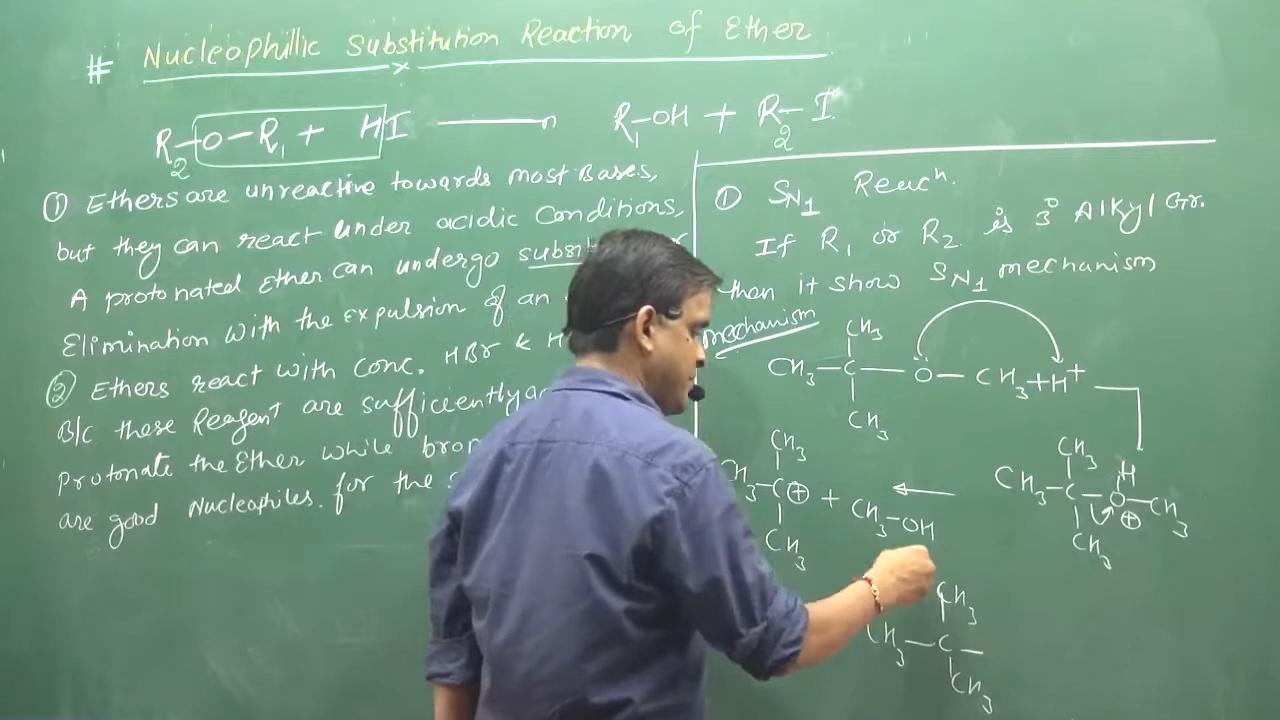 # Nucleophillic Substitution Reaction of Ether
R2-O-R1 + HI → R1-OH + R2-I
① Ethers are unreactive towards most Bases,
but they can react under acidic conditions,
A protonated Ether can undergo
Elimination with the expulsion of an
② Ethers react with conc. HBr & H
B/C these Reagent are sufficiently
Protonate the Ether while
are good Nucleophiles. for the
① SN1 Reacn.
If R1 or R2 is 3° Alkyl Gr.
then it show SN1 mechanism
mechanism
CH3
CH3-C-O-CH3+H+
CH3
CH3 H
CH3-C-O-CH3
⊕
CH3
CH3
CH3-C⊕ + CH3-OH
CH3
CH3
CH3-C-
CH3